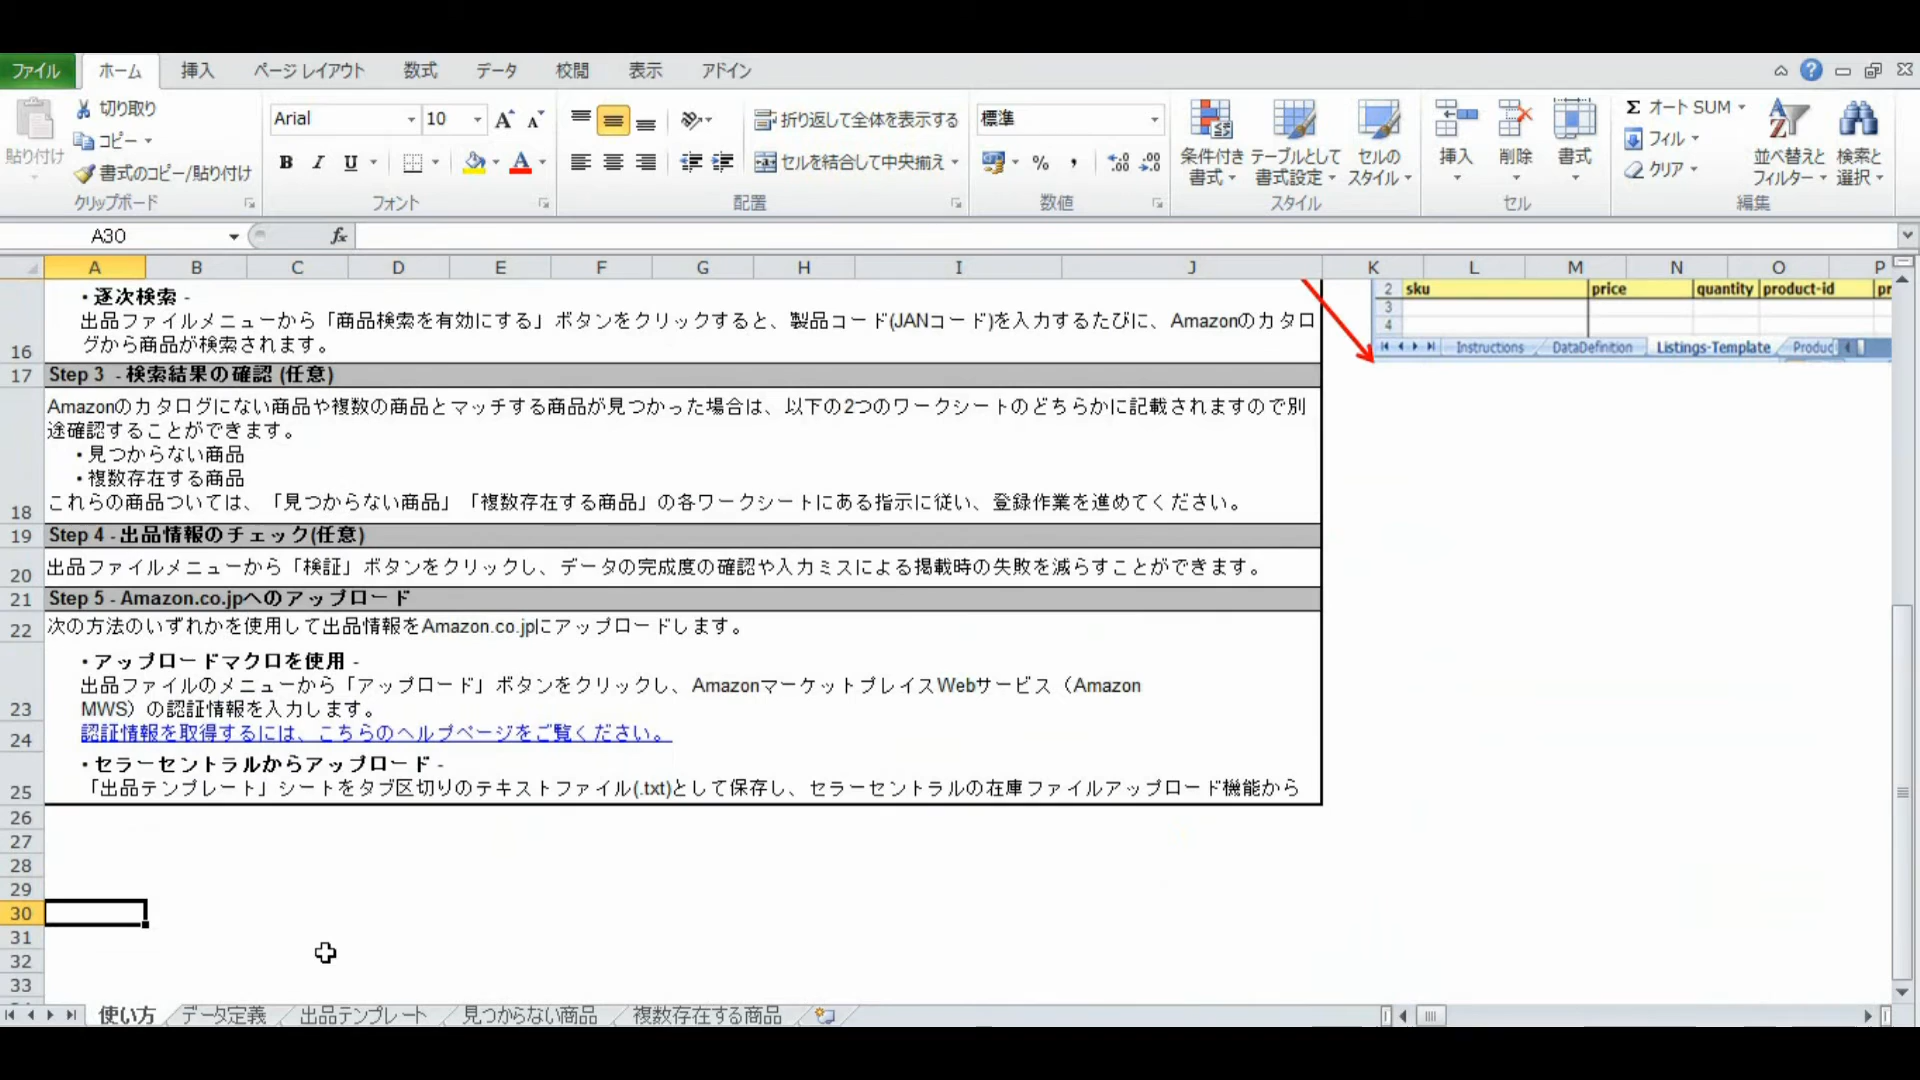 ファイル ホーム 挿入 ページ レイアウト 数式 データ 校閲 表示 アドイン
貼り付け 切り取り コピー 書式のコピー/貼り付け クリップボード
Arial 10 B I U A フォント
折り返して全体を表示する セルを結合して中央揃え 配置
標準 % , 数値
条件付き書式 テーブルとして書式設定 セルのスタイル スタイル
挿入 削除 書式 セル
Σ オート SUM フィル クリア 並べ替えとフィルター 検索と選択 編集
A30 fx
A B C D E F G H I J K L M N O P
・逐次検索 -
出品ファイルメニューから「商品検索を有効にする」ボタンをクリックすると、製品コード(JANコード)を入力するたびに、Amazonのカタロ
16 グから商品が検索されます。
2 sku price quantity product-id pr
3
4
Instructions DataDefinition Listings-Template Produc
17 Step 3 - 検索結果の確認 (任意)
Amazonのカタログにない商品や複数の商品とマッチする商品が見つかった場合は、以下の2つのワークシートのどちらかに記載されますので別
途確認することができます。
・見つからない商品
・複数存在する商品
18 これらの商品ついては、「見つからない商品」「複数存在する商品」の各ワークシートにある指示に従い、登録作業を進めてください。
19 Step 4 - 出品情報のチェック(任意)
20 出品ファイルメニューから「検証」ボタンをクリックし、データの完成度の確認や入力ミスによる掲載時の失敗を減らすことができます。
21 Step 5 - Amazon.co.jpへのアップロード
22 次の方法のいずれかを使用して出品情報をAmazon.co.jpにアップロードします。
・アップロードマクロを使用 -
出品ファイルのメニューから「アップロード」ボタンをクリックし、AmazonマーケットプレイスWebサービス（Amazon
23 MWS）の認証情報を入力します。
24 認証情報を取得するには、こちらのヘルプページをご覧ください。
・セラーセントラルからアップロード -
25 「出品テンプレート」シートをタブ区切りのテキストファイル(.txt)として保存し、セラーセントラルの在庫ファイルアップロード機能から
26
27
28
29
30
31
32
33
使い方 データ定義 出品テンプレート 見つからない商品 複数存在する商品